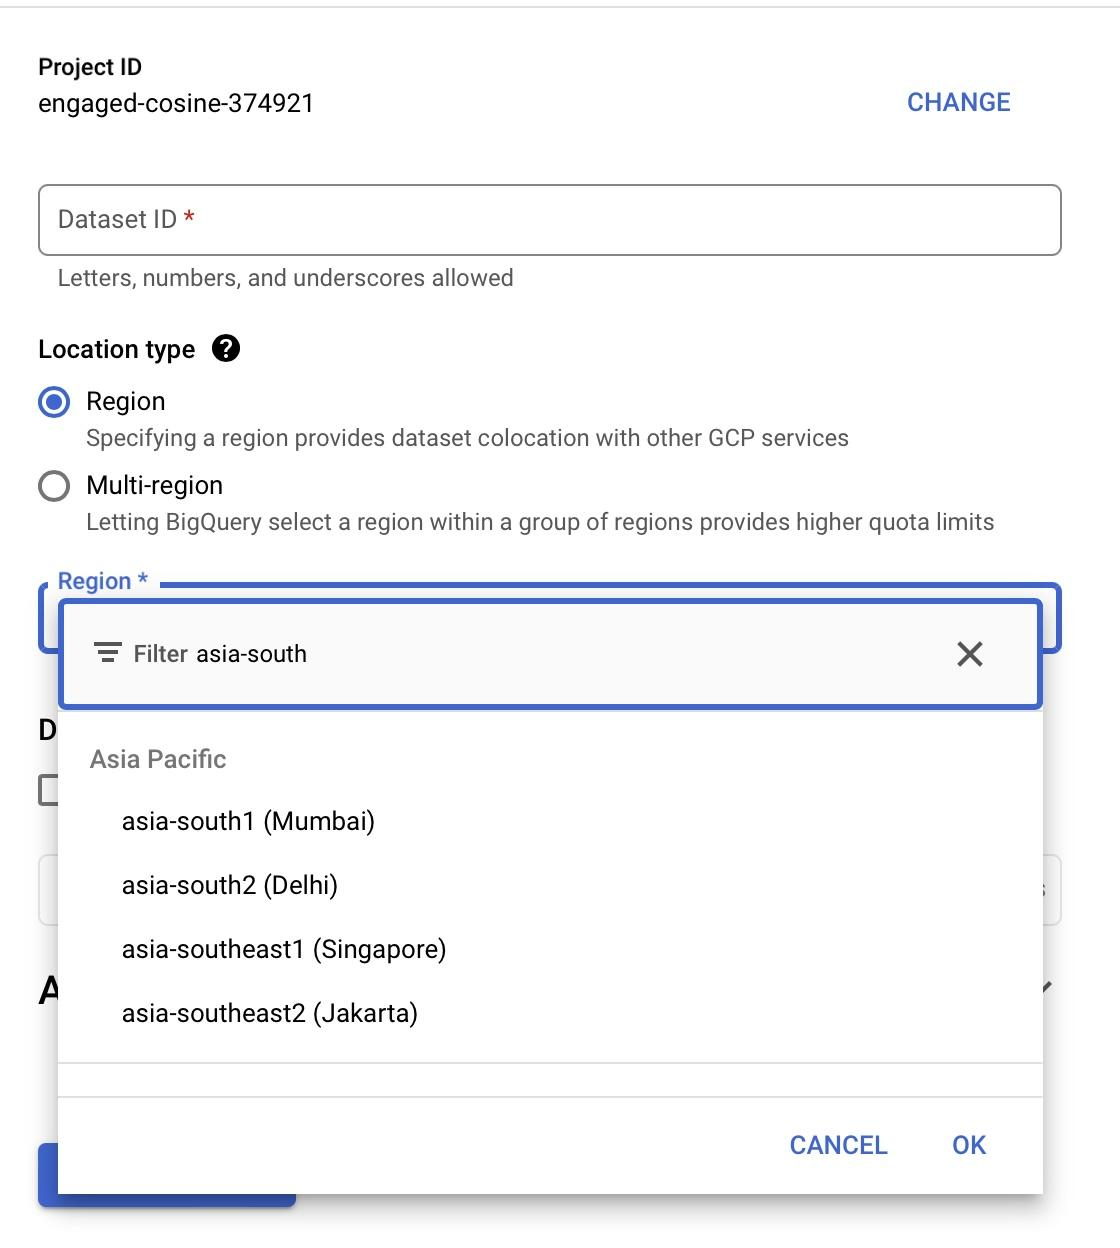 Project ID
engaged-cosine-374921
CHANGE
Dataset ID *
Letters, numbers, and underscores allowed
Location type ?
Region
Specifying a region provides dataset colocation with other GCP services
Multi-region
Letting BigQuery select a region within a group of regions provides higher quota limits
Region *
Filter asia-south
Asia Pacific
asia-south1 (Mumbai)
asia-south2 (Delhi)
asia-southeast1 (Singapore)
asia-southeast2 (Jakarta)
CANCEL OK